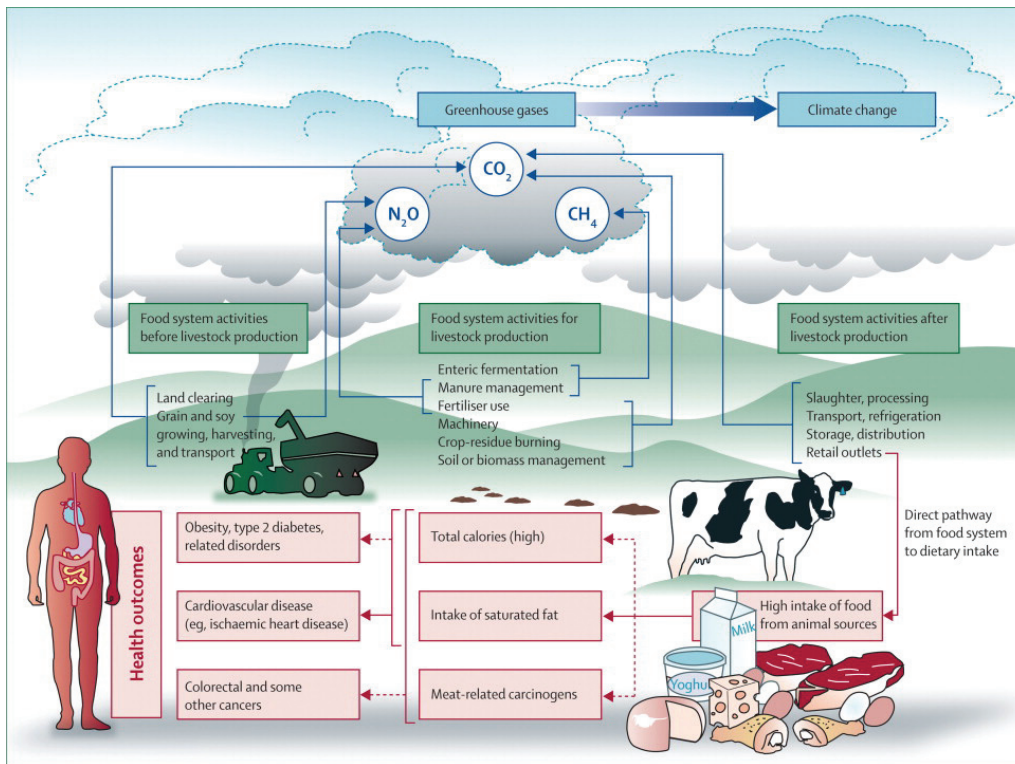 Greenhouse gases
Climate change
CO2
N2O
CH4
Food system activities
before livestock production
Food system activities for
livestock production
Food system activities after
livestock production
Land clearing
Grain and soy
growing, harvesting,
and transport
Enteric fermentation
Manure management
Fertiliser use
Machinery
Crop-residue burning
Soil or biomass management
Slaughter, processing
Transport, refrigeration
Storage, distribution
Retail outlets
Direct pathway
from food system
to dietary intake
Health outcomes
Obesity, type 2 diabetes,
related disorders
Total calories (high)
Cardiovascular disease
(eg, ischaemic heart disease)
Intake of saturated fat
High intake of food
from animal sources
Colorectal and some
other cancers
Meat-related carcinogens
Milk
Yoghu